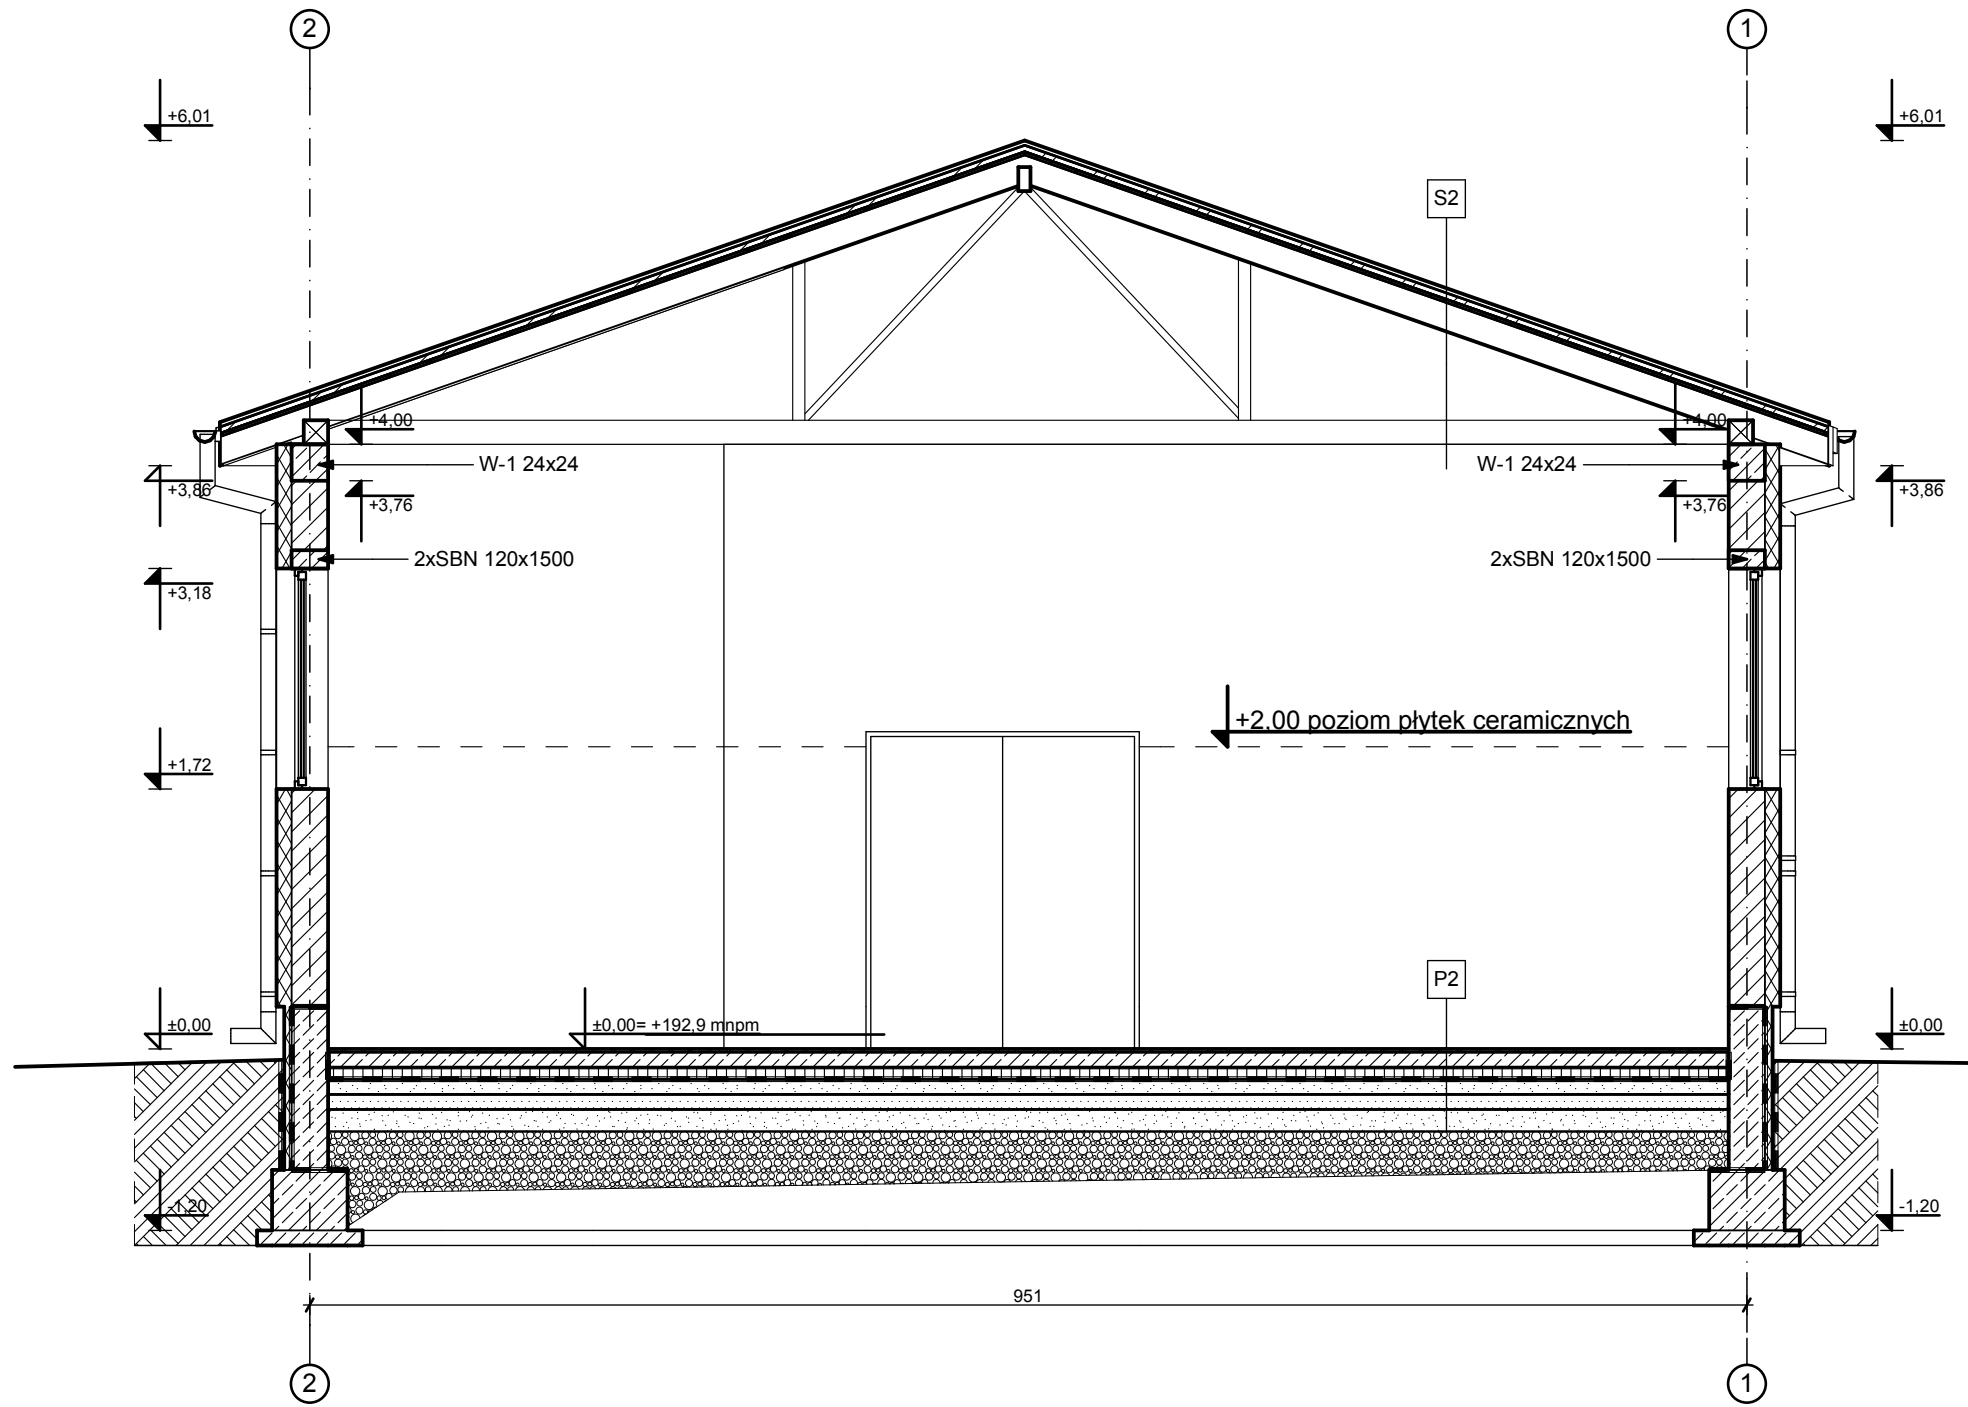 2 1
+6,01 +6,01
S2
+4,00 +4,00
W-1 24x24 W-1 24x24
+3,86 +3,76 +3,76 +3,86
2xSBN 120x1500 2xSBN 120x1500
+3,18
+2,00 poziom płytek ceramicznych
+1,72
P2
±0,00 ±0,00= +192,9 mnpm ±0,00
-1,20 -1,20
951
2 1